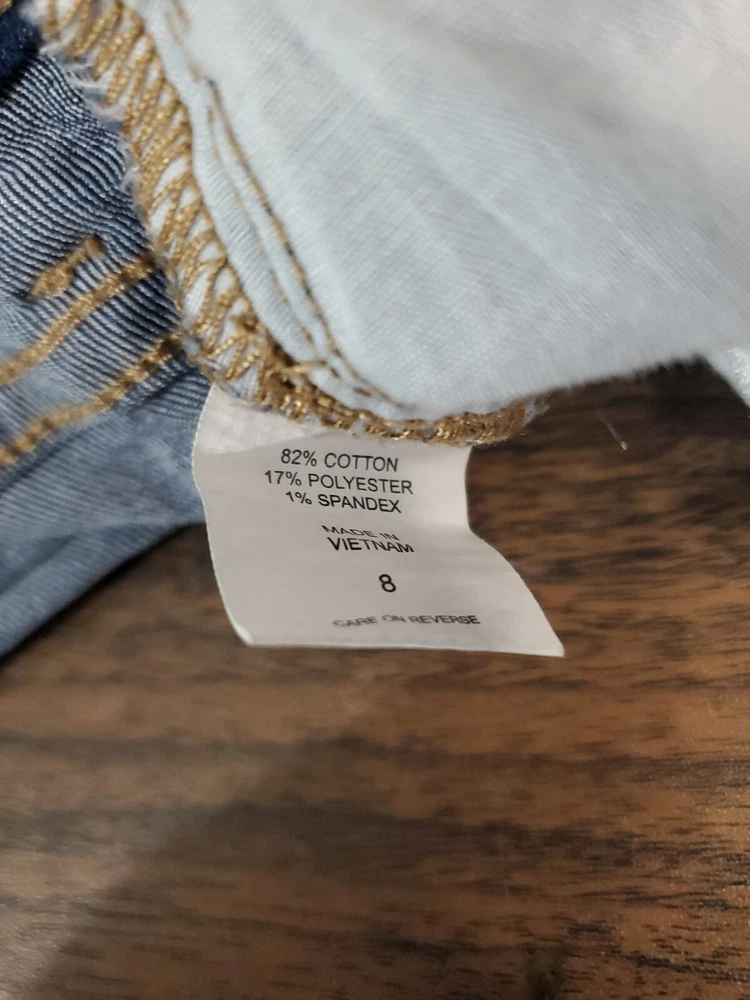 82% COTTON
17% POLYESTER
1% SPANDEX
MADE IN
VIETNAM
8
CARE ON REVERSE